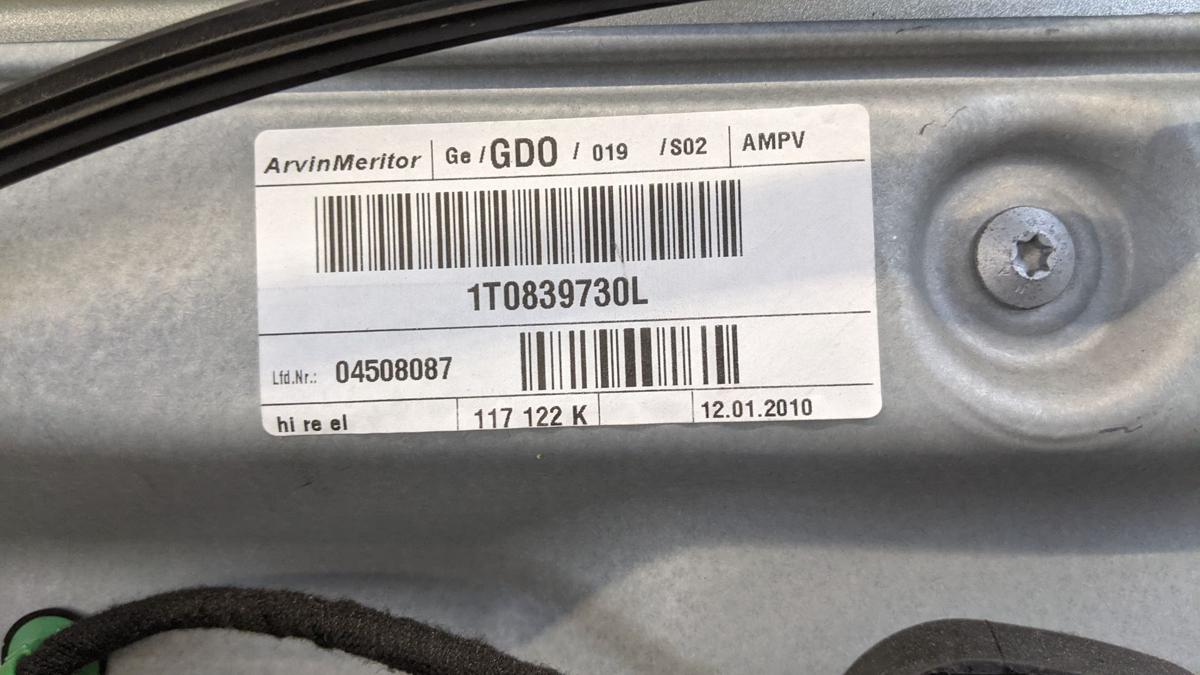 ArvinMeritor Ge / GDO / 019 /S02 AMPV
1T0839730L
Lfd.Nr.: 04508087
hi re el 117 122 K 12.01.2010